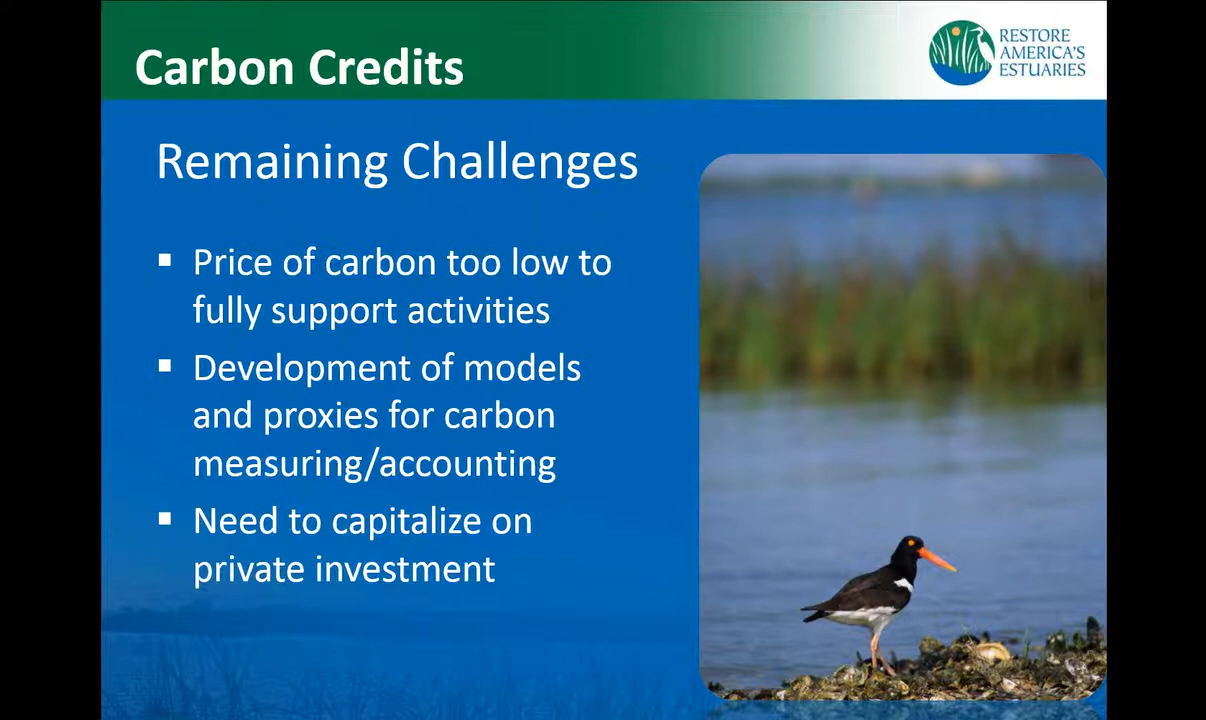 Carbon Credits
RESTORE
AMERICA'S
ESTUARIES
Remaining Challenges
▪ Price of carbon too low to
fully support activities
▪ Development of models
and proxies for carbon
measuring/accounting
▪ Need to capitalize on
private investment